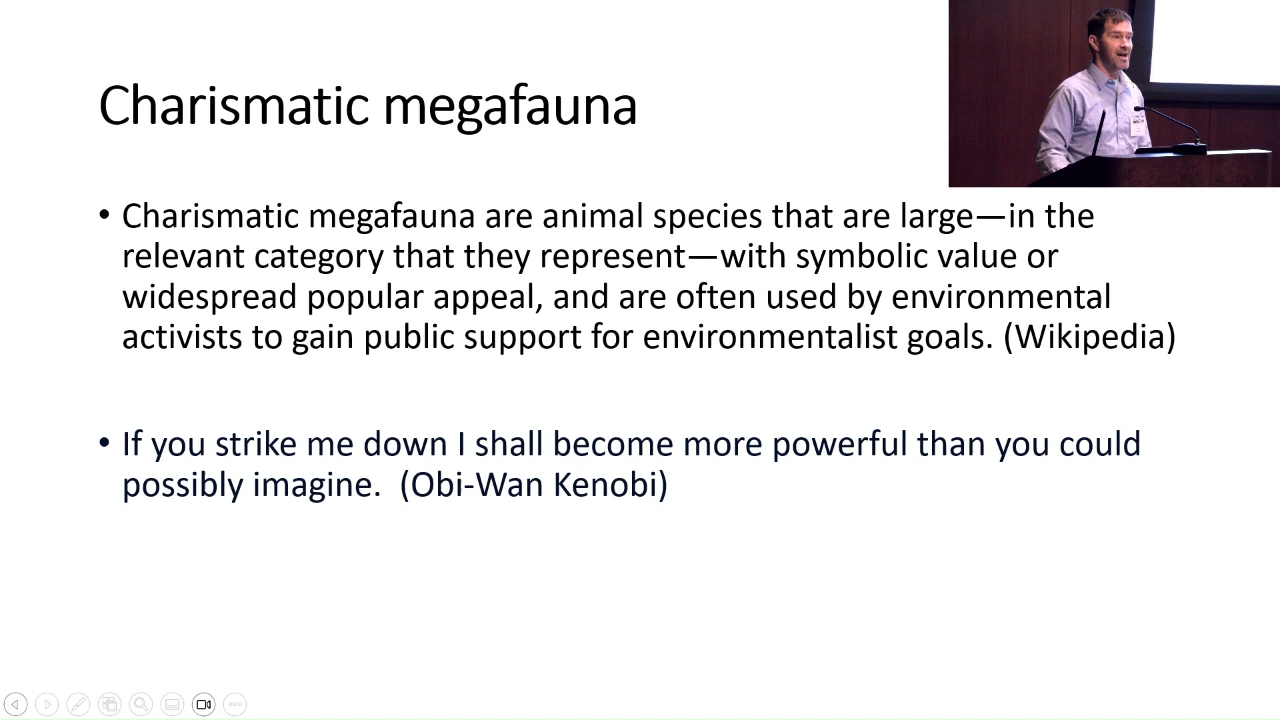 Charismatic megafauna
• Charismatic megafauna are animal species that are large—in the
relevant category that they represent—with symbolic value or
widespread popular appeal, and are often used by environmental
activists to gain public support for environmentalist goals. (Wikipedia)
• If you strike me down I shall become more powerful than you could
possibly imagine.  (Obi-Wan Kenobi)